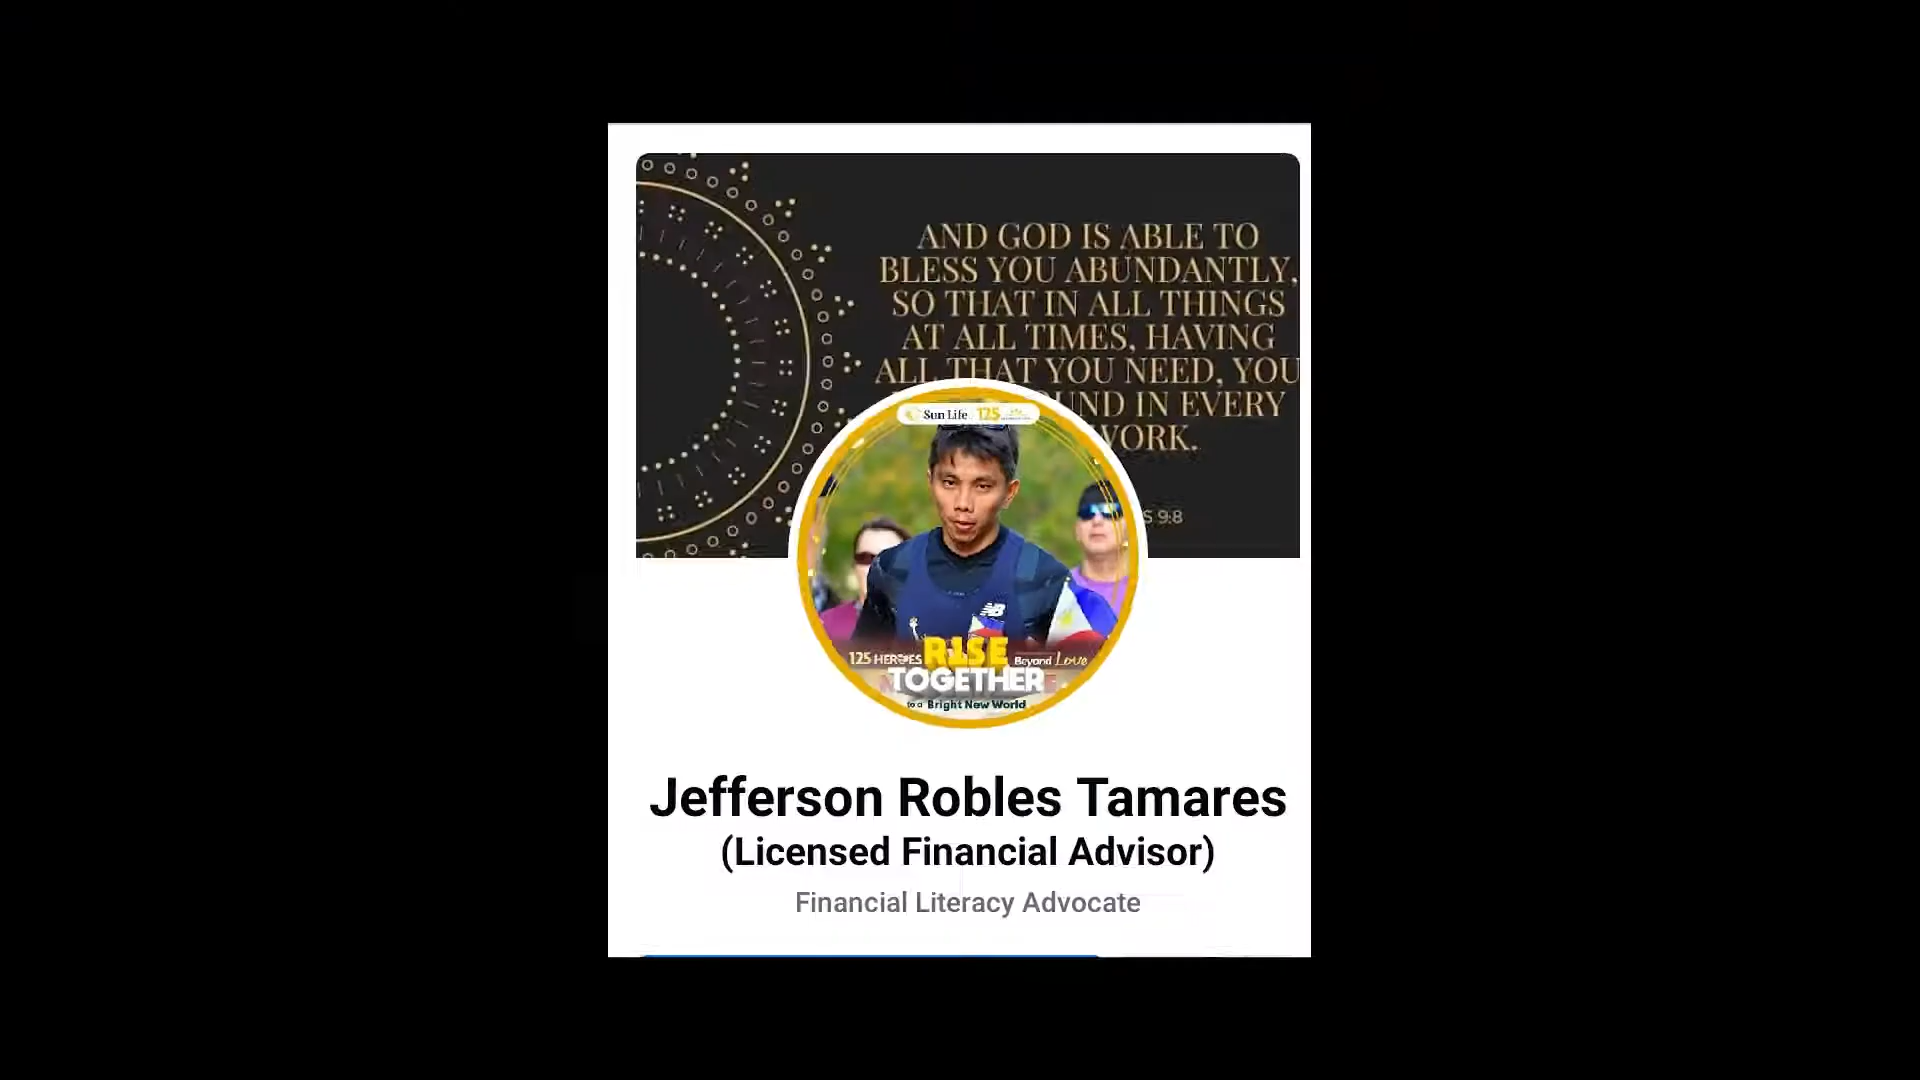 AND GOD IS ABLE TO
BLESS YOU ABUNDANTLY,
SO THAT IN ALL THINGS
AT ALL TIMES, HAVING
ALL THAT YOU NEED, YOU
IN EVERY
WORK.
9:8
Sun Life 125
125 HEROES RISE Beyond Love
TOGETHER
to a Bright New World
Jefferson Robles Tamares
(Licensed Financial Advisor)
Financial Literacy Advocate